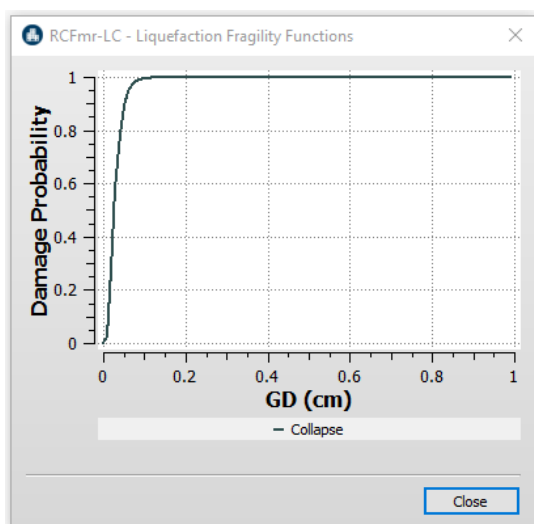 RCFmr-LC - Liquefaction Fragility Functions
Damage Probability
1
0.8
0.6
0.4
0.2
0
0 0.2 0.4 0.6 0.8 1
GD (cm)
Collapse
Close